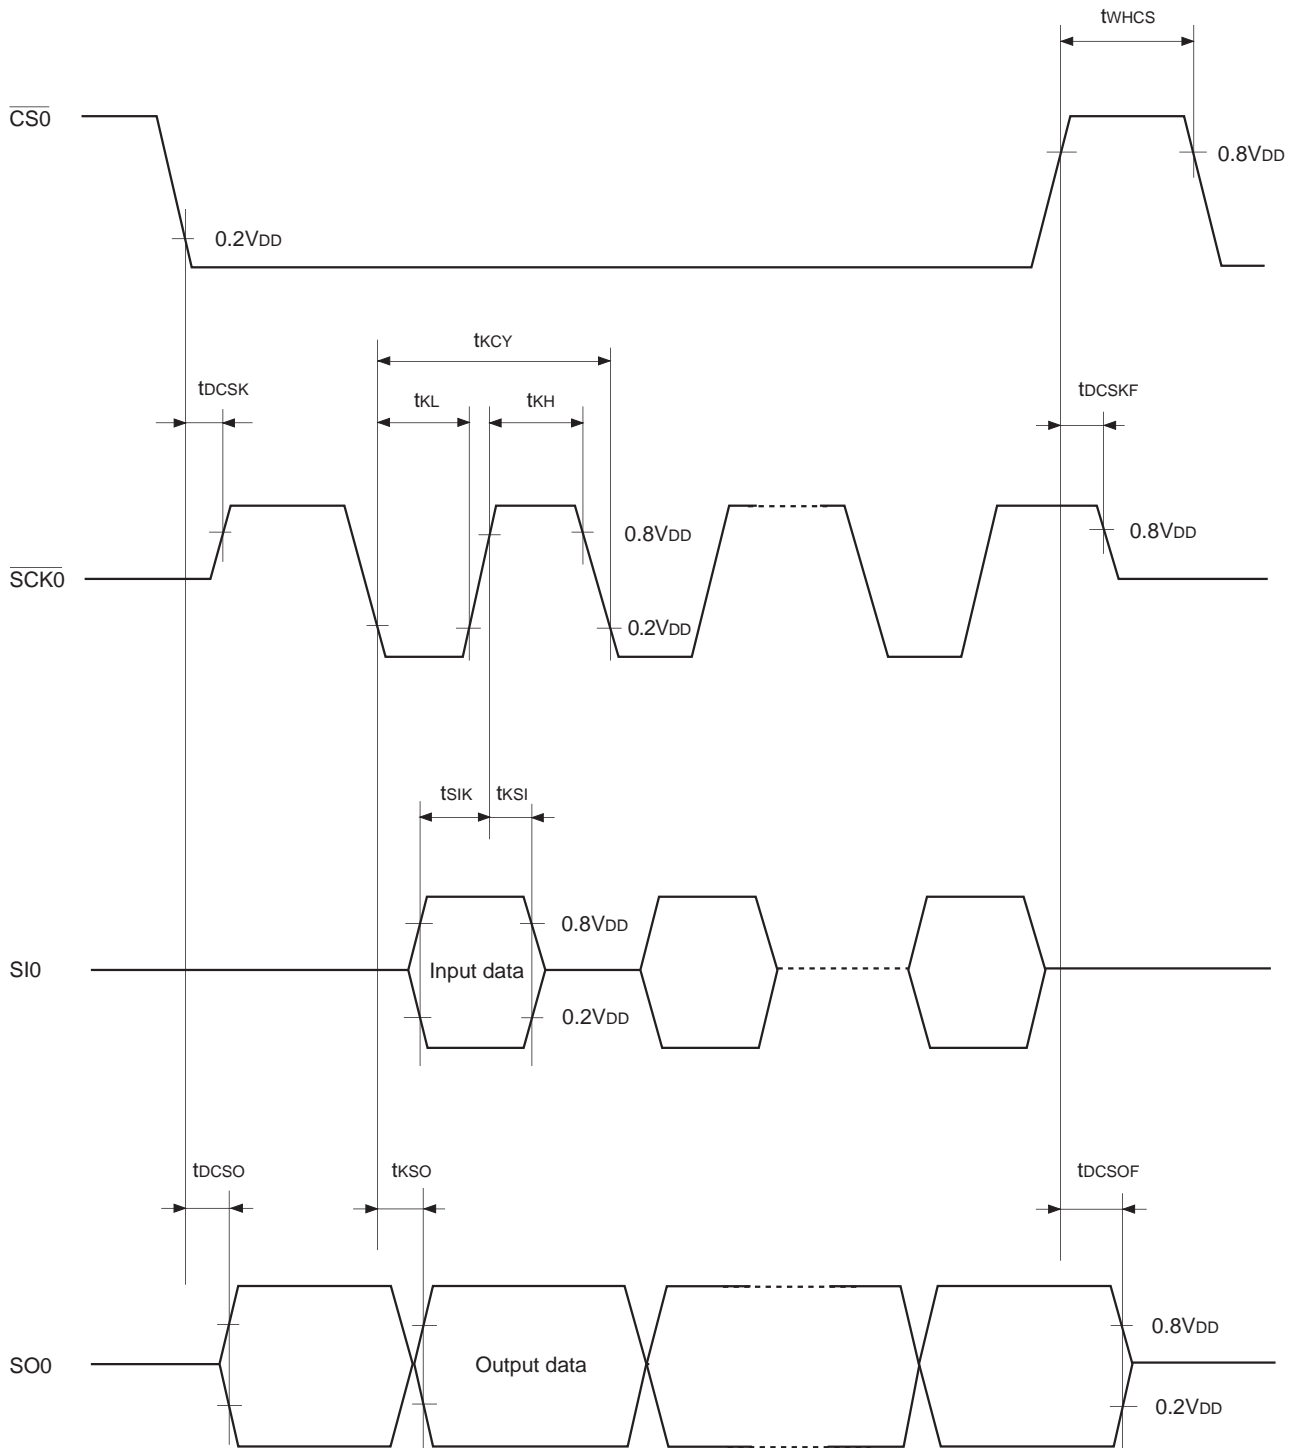 tWHCS
CS0
0.8VDD
0.2VDD
tKCY
tDCSK
tKL
tKH
tDCSKF
0.8VDD
0.8VDD
SCK0
0.2VDD
tSIK
tKSI
0.8VDD
SI0
Input data
0.2VDD
tDCSO
tKSO
tDCSOF
0.8VDD
SO0
Output data
0.2VDD